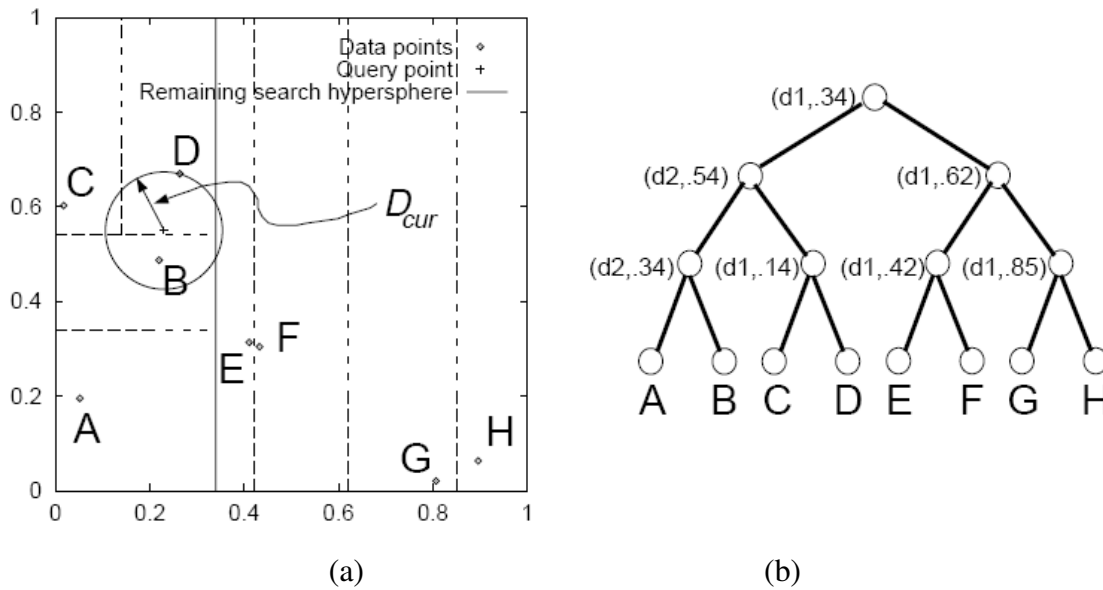 1
0.8
0.6
0.4
0.2
0
0
0.2
0.4
0.6
0.8
1
Data points
Query point
Remaining search hypersphere
C
D
Dcur
B
E
F
A
G
H
(a)
(d1,.34)
(d2,.54)
(d1,.62)
(d2,.34)
(d1,.14)
(d1,.42)
(d1,.85)
A B C D E F G H
(b)